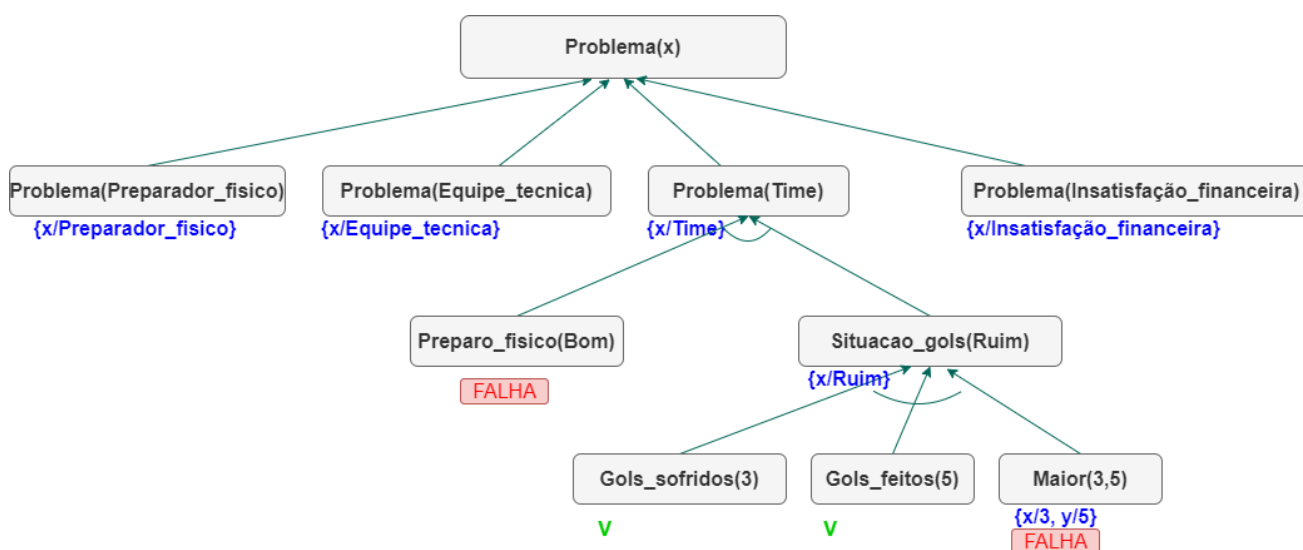 Problema(x)
Problema(Preparador_fisico)
Problema(Equipe_tecnica)
Problema(Time)
Problema(Insatisfação_financeira)
{x/Preparador_fisico}
{x/Equipe_tecnica}
{x/Time}
{x/Insatisfação_financeira}
Preparo_fisico(Bom)
Situacao_gols(Ruim)
FALHA
{x/Ruim}
Gols_sofridos(3)
Gols_feitos(5)
Maior(3,5)
V
V
{x/3, y/5}
FALHA